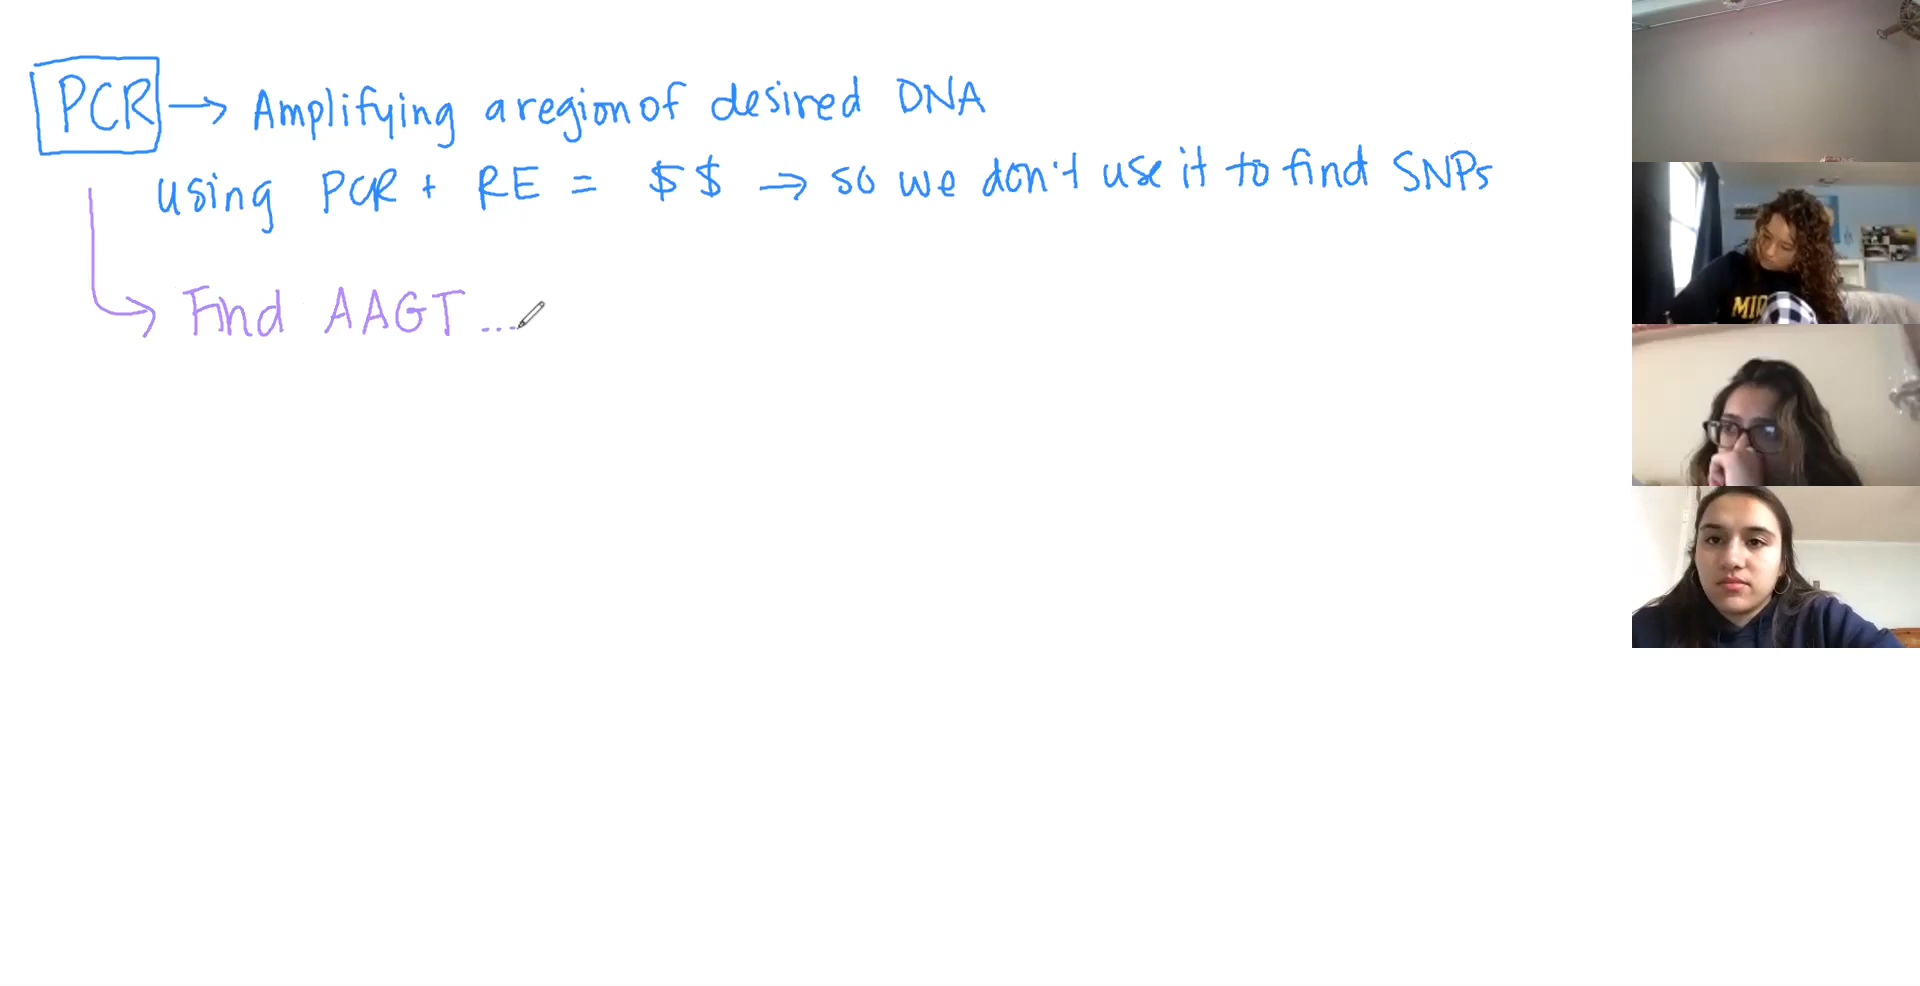 PCR → Amplifying a region of desired DNA
using PCR + RE = $$ → so we don't use it to find SNPs
→ Find AAGT ...
MI